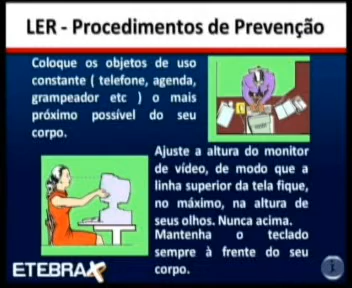 LER - Procedimentos de Prevenção
Coloque os objetos de uso
constante ( telefone, agenda,
grampeador etc ) o mais
próximo possível do seu
corpo.
Ajuste a altura do monitor
de vídeo, de modo que a
linha superior da tela fique,
no máximo, na altura de
seus olhos. Nunca acima.
Mantenha o teclado
sempre à frente do seu
corpo.
ETEBRAX